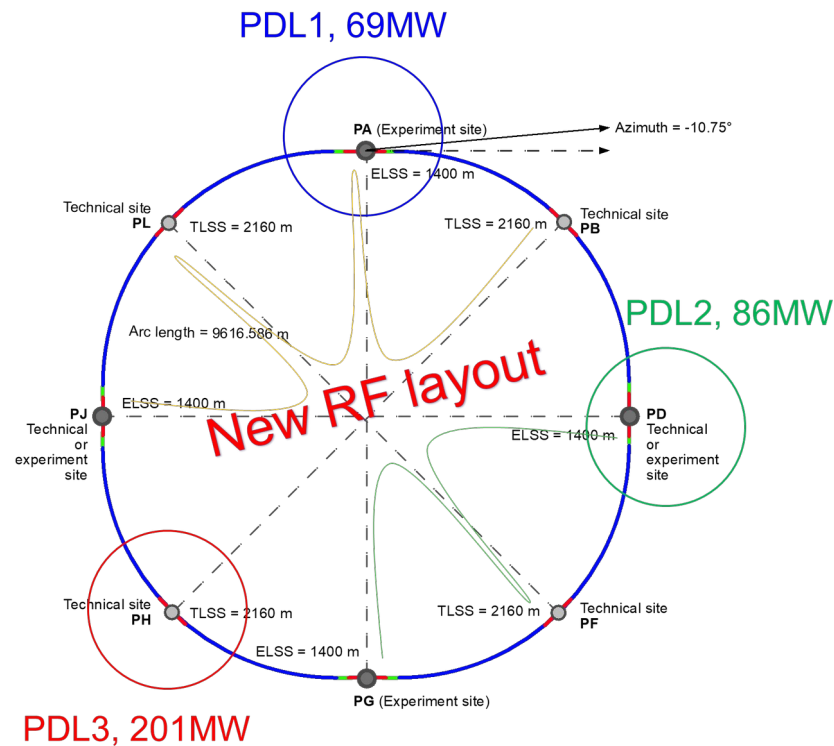 PDL1, 69MW
PA (Experiment site)
Azimuth = -10.75°
ELSS = 1400 m
Technical site
PL
TLSS = 2160 m
TLSS = 2160 m
Technical site
PB
PDL2, 86MW
Arc length = 9616.586 m
New RF layout
ELSS = 1400 m
PJ
Technical
or
experiment
site
ELSS = 1400 m
PD
Technical
or
experiment
site
Technical site
PH
TLSS = 2160 m
TLSS = 2160 m
Technical site
PF
ELSS = 1400 m
PG (Experiment site)
PDL3, 201MW